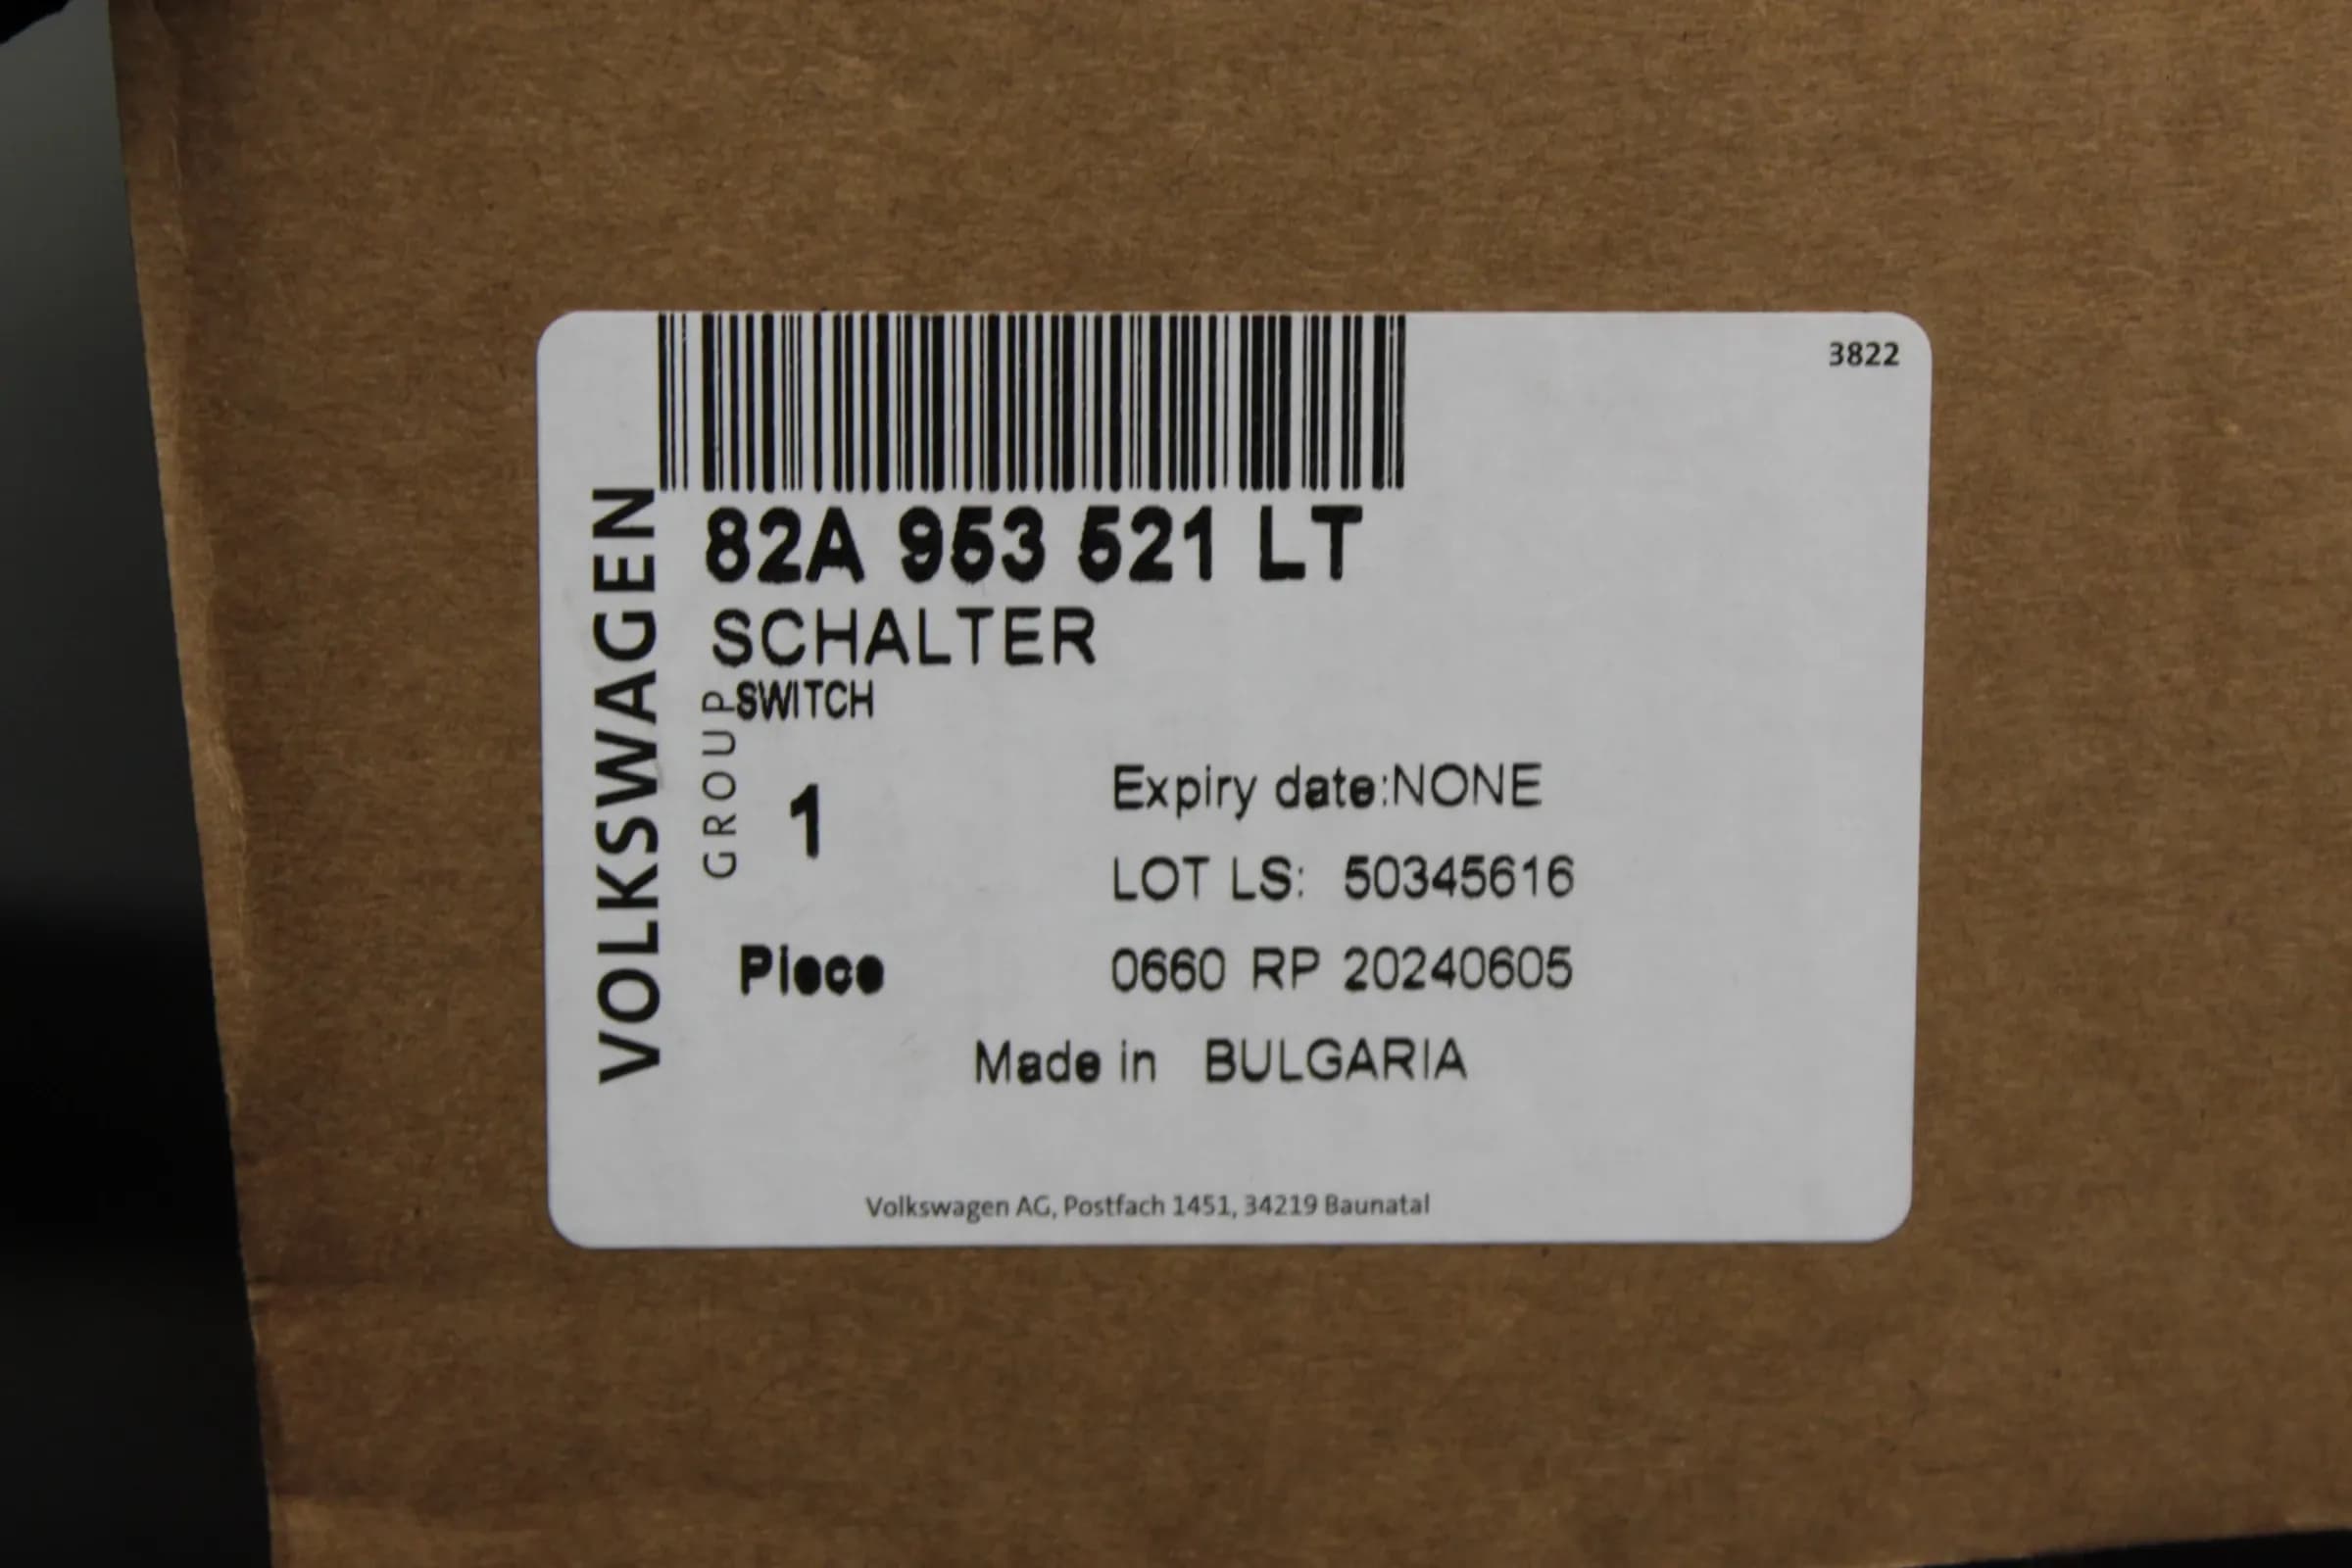 3822
VOLKSWAGEN
GROUP
82A 953 521 LT
SCHALTER
SWITCH
1
Piece
Expiry date:NONE
LOT LS: 50345616
0660 RP 20240605
Made in BULGARIA
Volkswagen AG, Postfach 1451, 34219 Baunatal